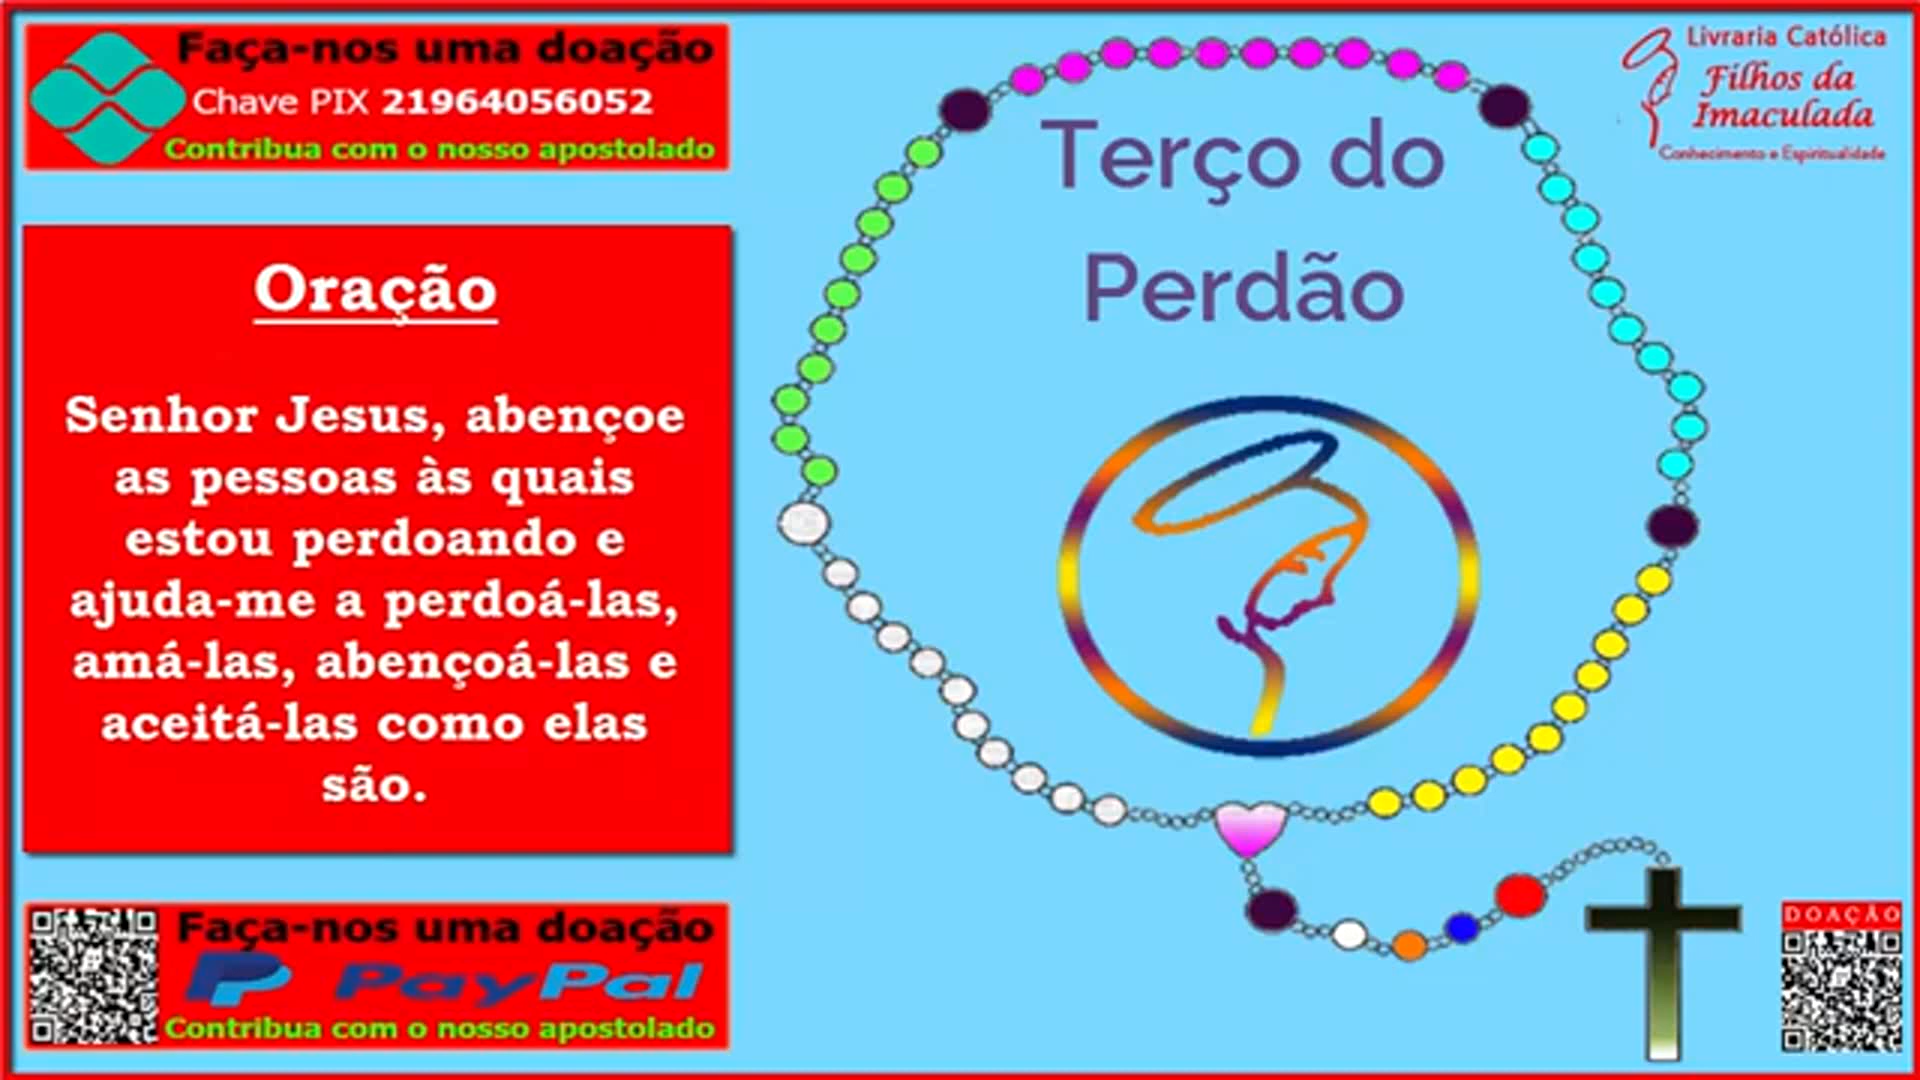 Faça-nos uma doação
Chave PIX 21964056052
Contribua com o nosso apostolado
Livraria Católica
Filhos da
Imaculada
Conhecimento e Espiritualidade
Terço do
Perdão
Oração
Senhor Jesus, abençoe
as pessoas às quais
estou perdoando e
ajuda-me a perdoá-las,
amá-las, abençoá-las e
aceitá-las como elas
são.
Faça-nos uma doação
PayPal
Contribua com o nosso apostolado
DOAÇÃO